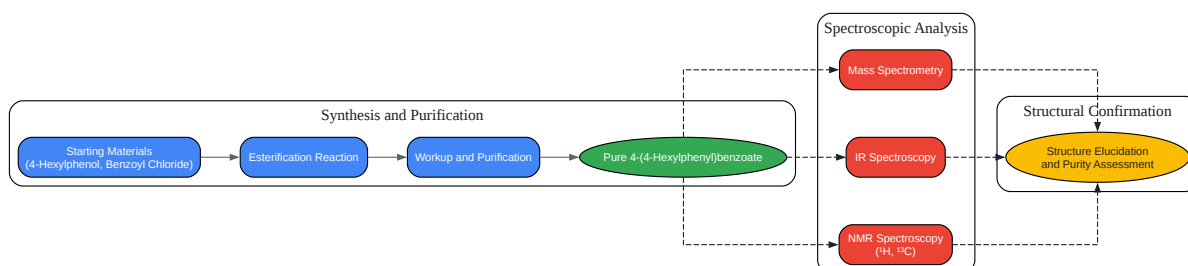 Spectroscopic Analysis
Mass Spectrometry
Synthesis and Purification
Structural Confirmation
Starting Materials
(4-Hexylphenol, Benzoyl Chloride)
Esterification Reaction
Workup and Purification
Pure 4-(4-Hexylphenyl)benzoate
IR Spectroscopy
Structure Elucidation
and Purity Assessment
NMR Spectroscopy
(¹H, ¹³C)